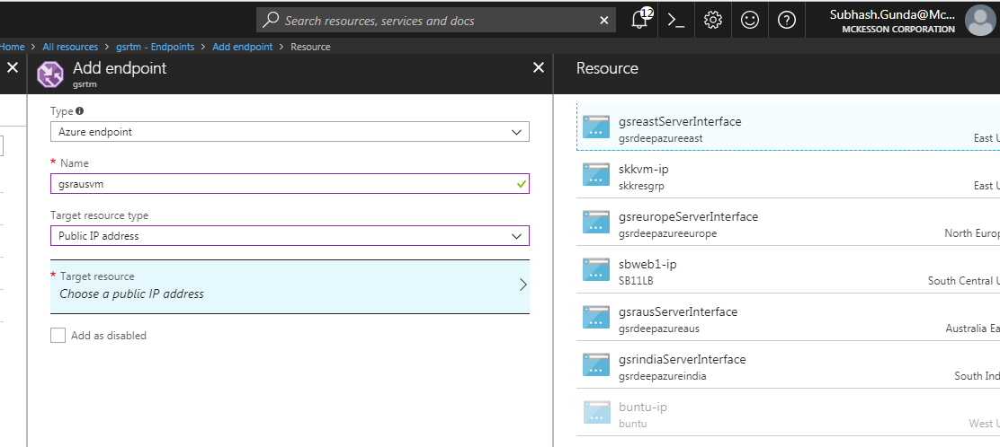 Search resources, services and docs
12
Subhash.Gunda@Mc...
MCKESSON CORPORATION
Home > All resources > gsrtm - Endpoints > Add endpoint > Resource
Add endpoint
gsrtm
Type
Azure endpoint
* Name
gsrausvm
Target resource type
Public IP address
* Target resource
Choose a public IP address
Add as disabled
Resource
gsreastServerInterface
gsrdeepazureeast
East U
skkvm-ip
skkresgrp
East U
gsreuropeServerInterface
gsrdeepazureeurope
North Europ
sbweb1-ip
SB11LB
South Central U
gsrausServerInterface
gsrdeepazureaus
Australia Ea
gsrindiaServerInterface
gsrdeepazureindia
South Ind
buntu-ip
buntu
West U